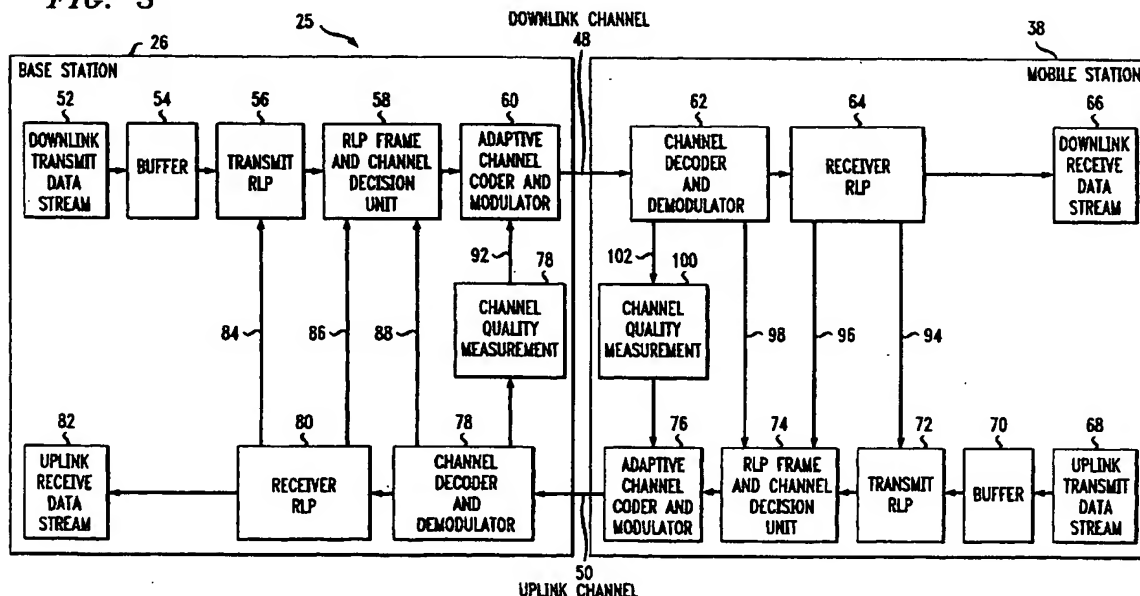 FIG. 3
DOWNLINK CHANNEL
25
26
48
38
BASE STATION
MOBILE STATION
52
54
56
58
60
62
64
66
DOWNLINK
TRANSMIT
DATA
STREAM
BUFFER
TRANSMIT
RLP
RLP FRAME
AND CHANNEL
DECISION
UNIT
ADAPTIVE
CHANNEL
CODER AND
MODULATOR
CHANNEL
DECODER
AND
DEMODULATOR
RECEIVER
RLP
DOWNLINK
RECEIVE
DATA
STREAM
92
78
102
100
CHANNEL
QUALITY
MEASUREMENT
CHANNEL
QUALITY
MEASUREMENT
84
86
88
98
96
94
82
80
78
76
74
72
70
68
UPLINK
RECEIVE
DATA
STREAM
RECEIVER
RLP
CHANNEL
DECODER
AND
DEMODULATOR
ADAPTIVE
CHANNEL
CODER AND
MODULATOR
RLP FRAME
AND CHANNEL
DECISION
UNIT
TRANSMIT
RLP
BUFFER
UPLINK
TRANSMIT
DATA
STREAM
50
UPLINK CHANNEL